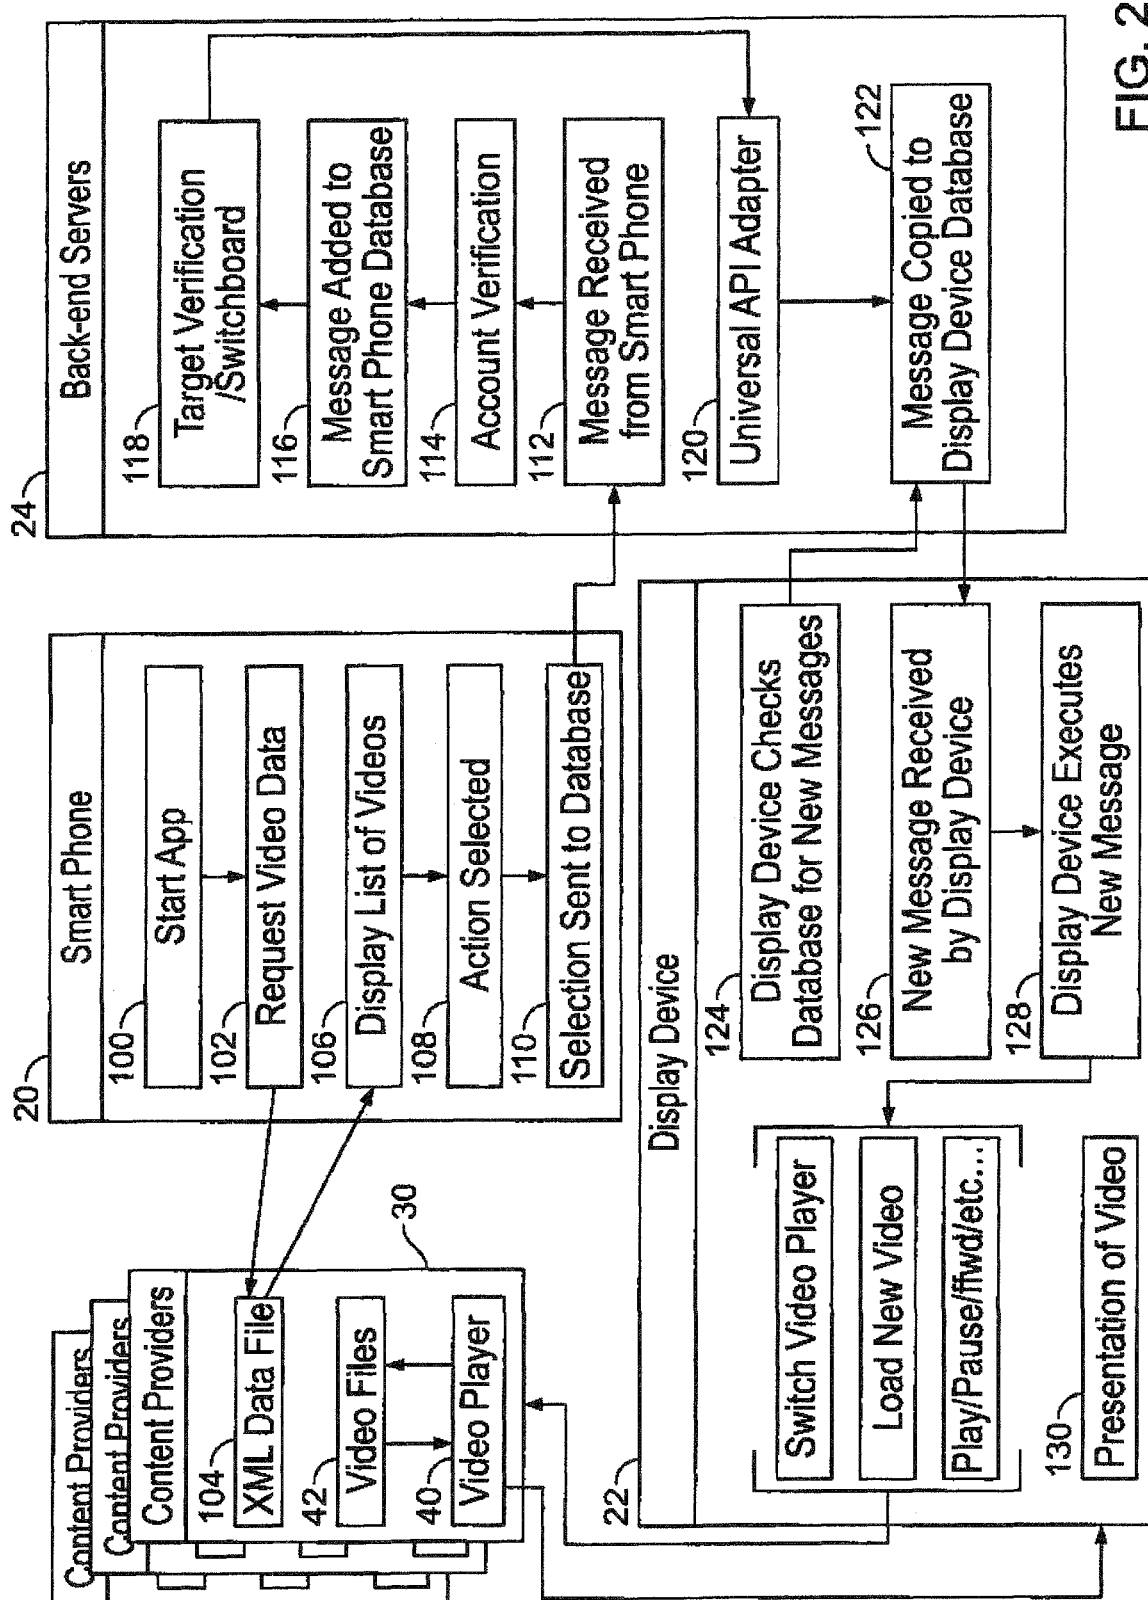 Content Providers
Content Providers
Content Providers
30
104
XML Data File
42
Video Files
40
Video Player
20
Smart Phone
100
Start App
102
Request Video Data
106
Display List of Videos
108
Action Selected
110
Selection Sent to Database
24
Back-end Servers
118
Target Verification
/Switchboard
116
Message Added to
Smart Phone Database
114
Account Verification
112
Message Received
from Smart Phone
120
Universal API Adapter
122
Message Copied to
Display Device Database
22
Display Device
124
Display Device Checks
Database for New Messages
126
New Message Received
by Display Device
128
Display Device Executes
New Message
Switch Video Player
Load New Video
Play/Pause/ffwd/etc...
130
Presentation of Video
FIG. 2